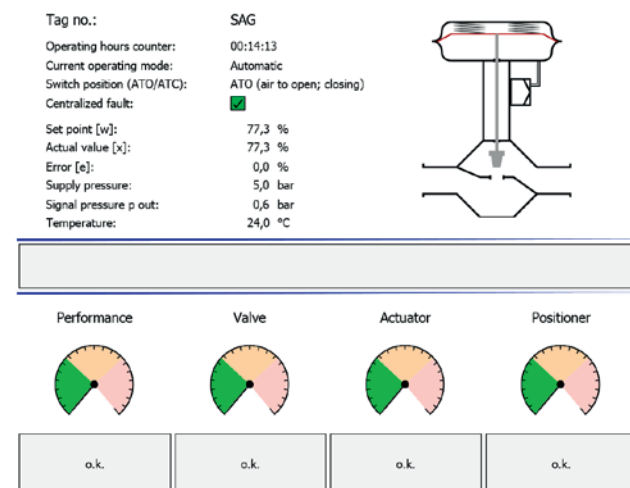 Tag no.: SAG
Operating hours counter: 00:14:13
Current operating mode: Automatic
Switch position (ATO/ATC): ATO (air to open; closing)
Centralized fault:
Set point [w]: 77,3 %
Actual value [x]: 77,3 %
Error [e]: 0,0 %
Supply pressure: 5,0 bar
Signal pressure p out: 0,6 bar
Temperature: 24,0 °C
Performance Valve Actuator Positioner
o.k. o.k. o.k. o.k.